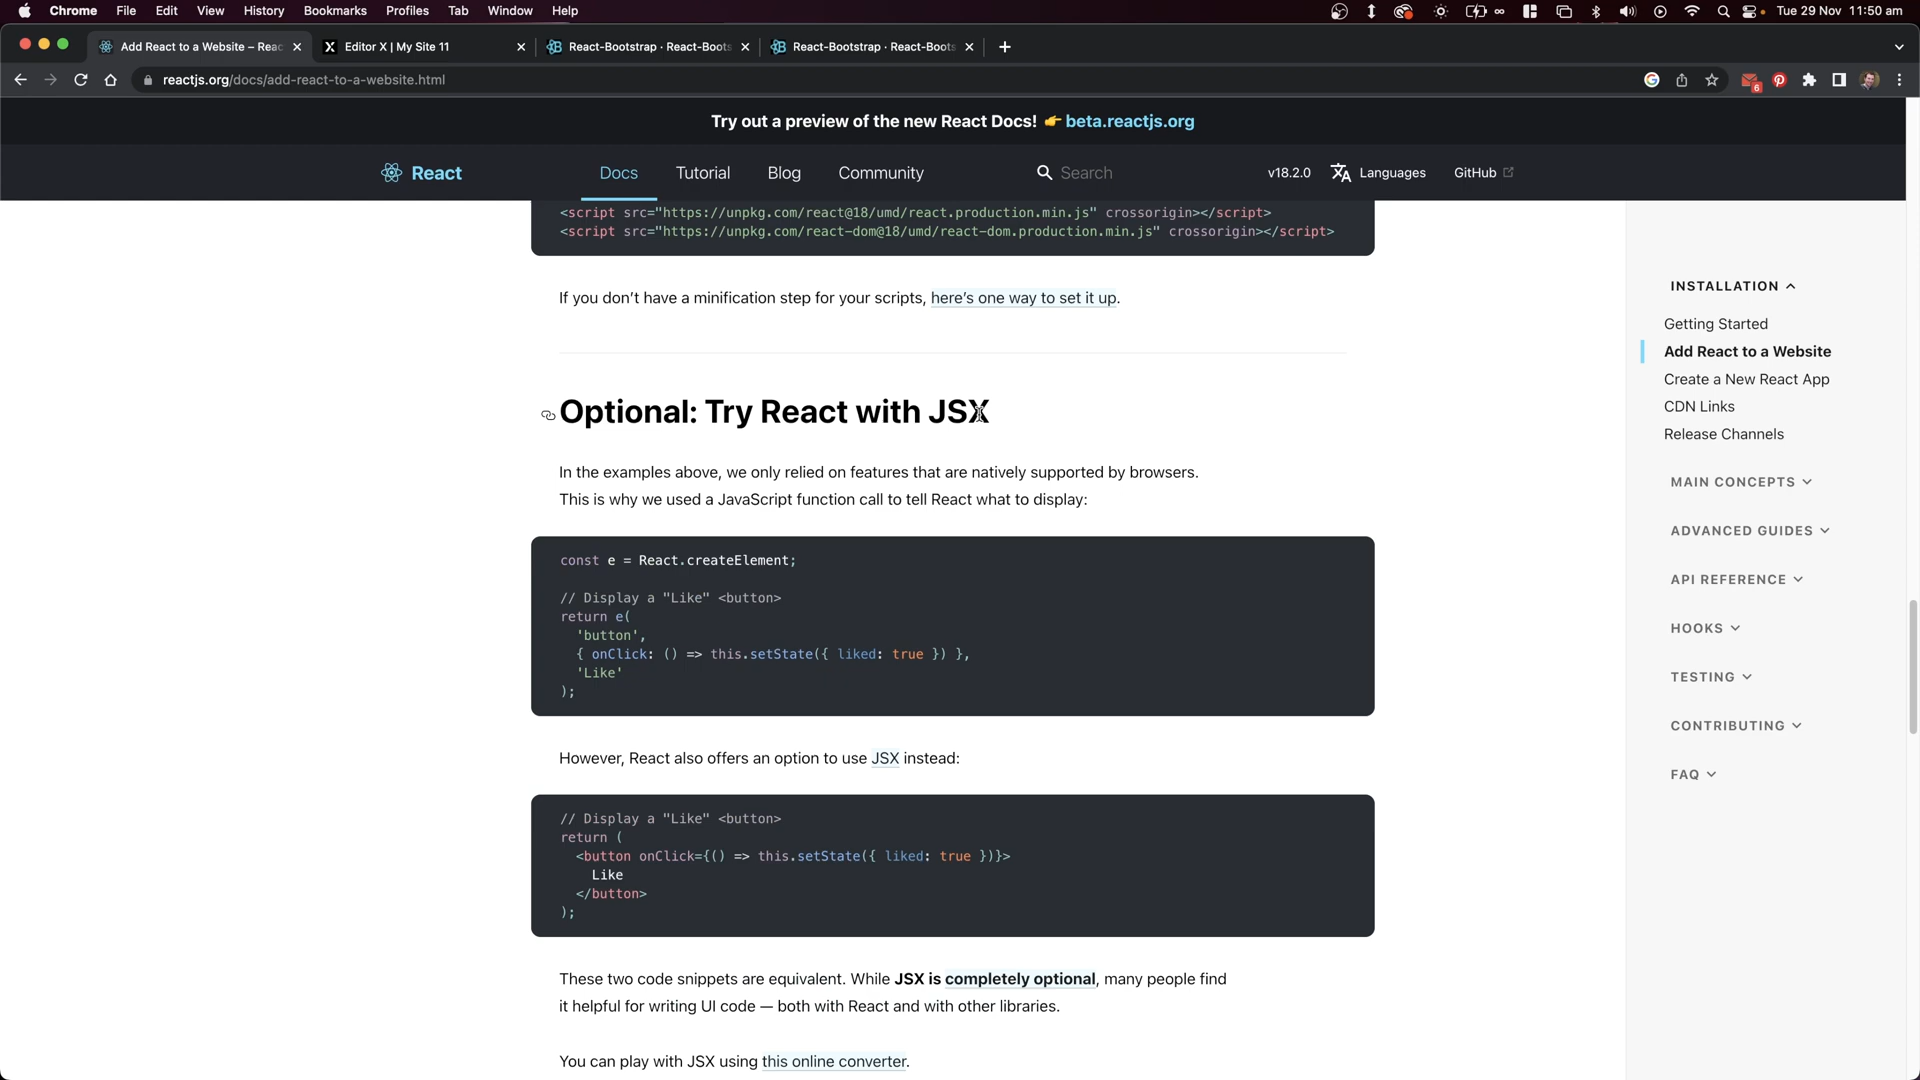 Chrome File Edit View History Bookmarks Profiles Tab Window Help Tue 29 Nov 11:50 am
Add React to a Website – Reac Editor X | My Site 11 React-Bootstrap · React-Boots React-Bootstrap · React-Boots
reactjs.org/docs/add-react-to-a-website.html 6
Try out a preview of the new React Docs! 👉 beta.reactjs.org
React Docs Tutorial Blog Community Search v18.2.0 Languages GitHub
<script src="https://unpkg.com/react@18/umd/react.production.min.js" crossorigin></script>
<script src="https://unpkg.com/react-dom@18/umd/react-dom.production.min.js" crossorigin></script>
If you don’t have a minification step for your scripts, here’s one way to set it up.
Optional: Try React with JSX
In the examples above, we only relied on features that are natively supported by browsers.
This is why we used a JavaScript function call to tell React what to display:
const e = React.createElement;
// Display a "Like" <button>
return e(
'button',
{ onClick: () => this.setState({ liked: true }) },
'Like'
);
However, React also offers an option to use JSX instead:
// Display a "Like" <button>
return (
<button onClick={() => this.setState({ liked: true })}>
Like
</button>
);
These two code snippets are equivalent. While JSX is completely optional, many people find
it helpful for writing UI code — both with React and with other libraries.
You can play with JSX using this online converter.
INSTALLATION
Getting Started
Add React to a Website
Create a New React App
CDN Links
Release Channels
MAIN CONCEPTS
ADVANCED GUIDES
API REFERENCE
HOOKS
TESTING
CONTRIBUTING
FAQ